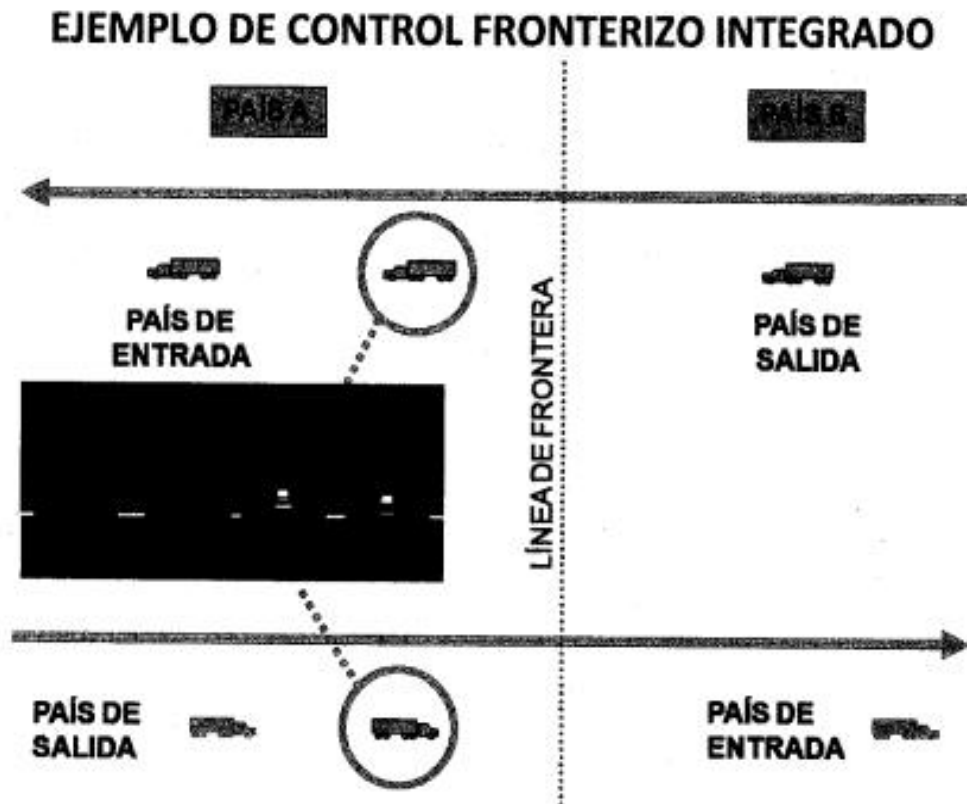 EJEMPLO DE CONTROL FRONTERIZO INTEGRADO
PAÍS A
PAÍS B
PAÍS DE
ENTRADA
PAÍS DE
SALIDA
LÍNEA DE FRONTERA
PAÍS DE
SALIDA
PAÍS DE
ENTRADA